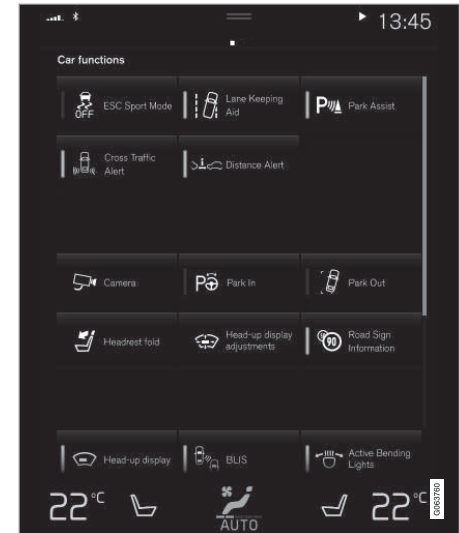 13:45
Car functions
OFF
ESC Sport Mode
Lane Keeping
Aid
P
Park Assist
Cross Traffic
Alert
Distance Alert
Camera
P
Park In
Park Out
Headrest fold
Head-up display
adjustments
90
Road Sign
Information
Head-up display
BLIS
Active Bending
Lights
22°C
AUTO
22°C
G063760